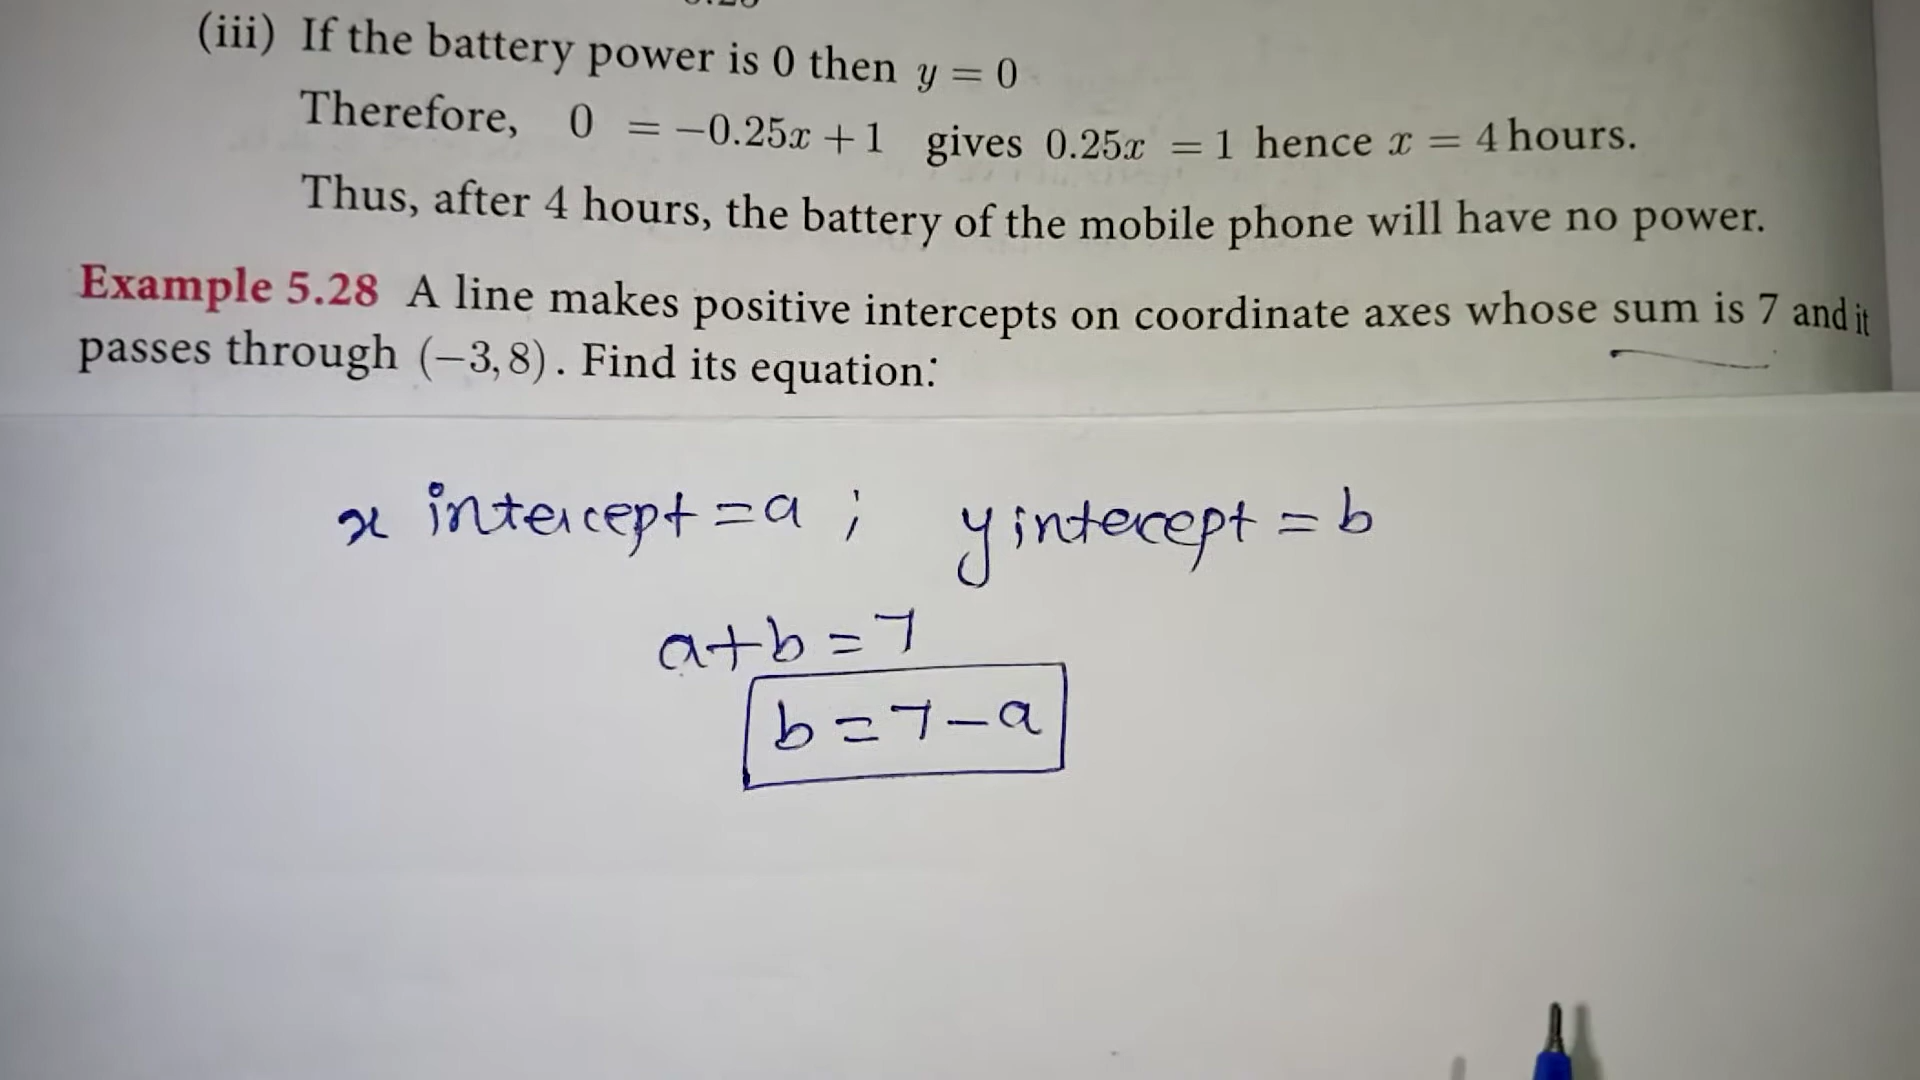 (iii) If the battery power is 0 then y = 0
Therefore, 0 = −0.25x + 1 gives 0.25x = 1 hence x = 4 hours.
Thus, after 4 hours, the battery of the mobile phone will have no power.
Example 5.28 A line makes positive intercepts on coordinate axes whose sum is 7 and it
passes through (−3, 8). Find its equation:
x intercept = a ; y intercept = b
a+b = 7
b = 7 − a